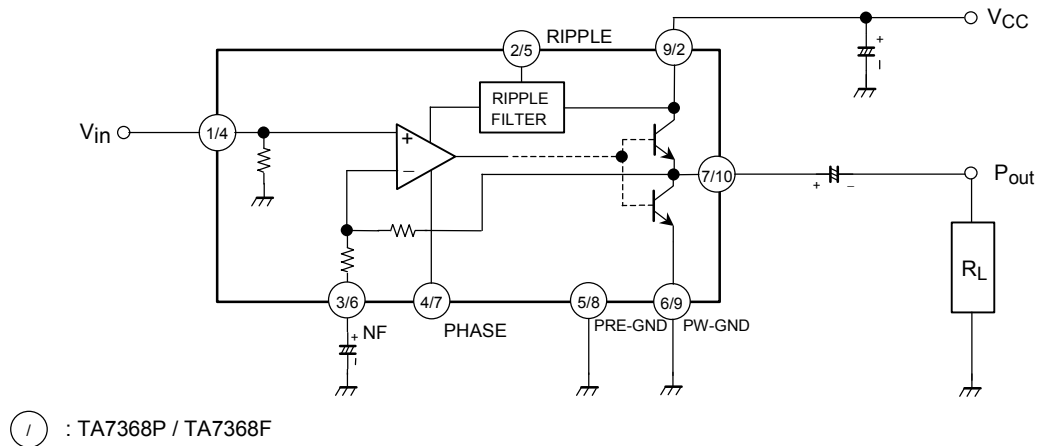 VCC
RIPPLE
2/5
9/2
+
−
RIPPLE
FILTER
Vin
1/4
+
−
7/10
+
−
Pout
RL
3/6
4/7
5/8
6/9
+
−
NF
PHASE
PRE-GND
PW-GND
/ : TA7368P / TA7368F